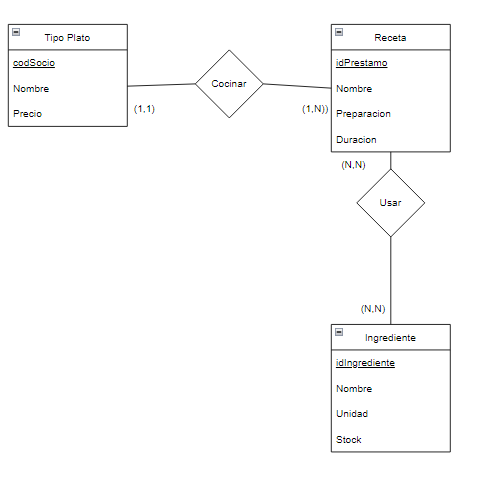 Tipo Plato
codSocio
Nombre
Precio
(1,1)
Cocinar
(1,N))
Receta
idPrestamo
Nombre
Preparacion
Duracion
(N,N)
Usar
(N,N)
Ingrediente
idIngrediente
Nombre
Unidad
Stock